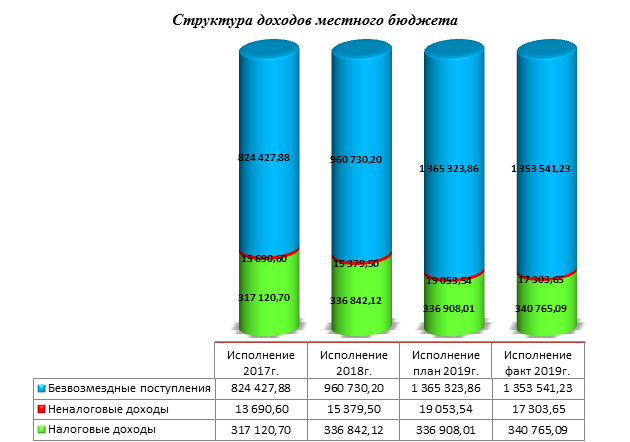 Структура доходов местного бюджета
824 427,88
960 730,20
1 365 323,86
1 353 541,23
13 690,60
15 379,50
19 053,54
17 303,65
317 120,70
336 842,12
336 908,01
340 765,09
Исполнение 2017г.
Исполнение 2018г.
Исполнение план 2019г.
Исполнение факт 2019г.
Безвозмездные поступления 824 427,88 960 730,20 1 365 323,86 1 353 541,23
Неналоговые доходы 13 690,60 15 379,50 19 053,54 17 303,65
Налоговые доходы 317 120,70 336 842,12 336 908,01 340 765,09